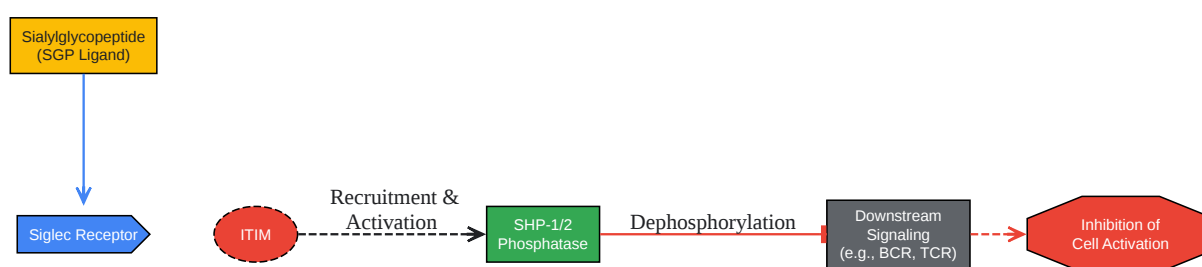 Sialylglycopeptide
(SGP Ligand)
Siglec Receptor
ITIM
Recruitment &
Activation
SHP-1/2
Phosphatase
Dephosphorylation
Downstream
Signaling
(e.g., BCR, TCR)
Inhibition of
Cell Activation